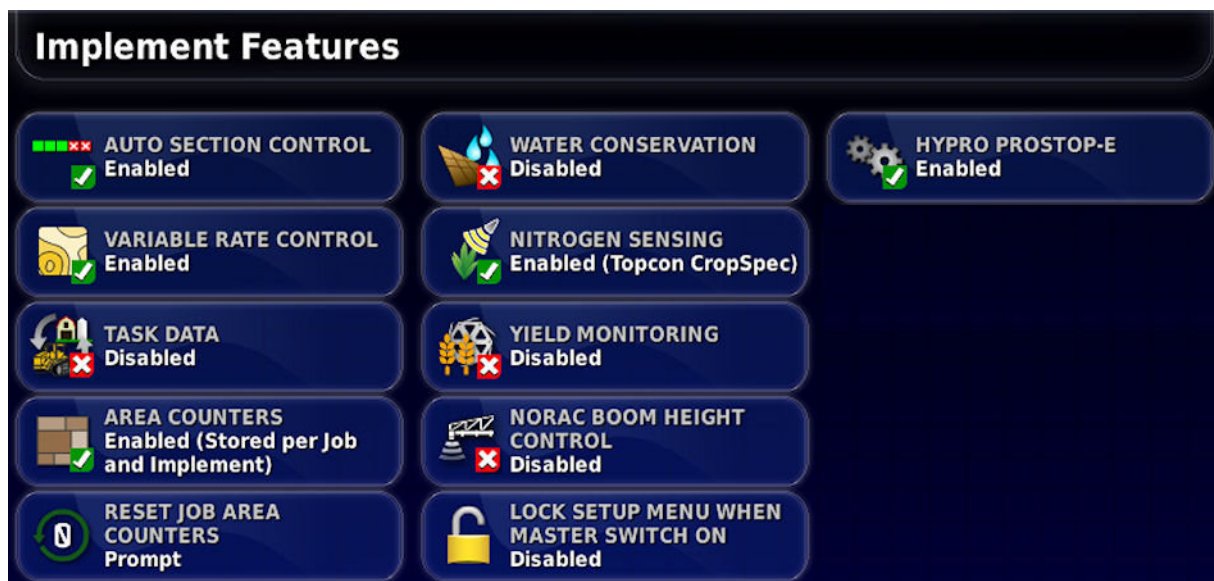 Implement Features
AUTO SECTION CONTROL
Enabled
VARIABLE RATE CONTROL
Enabled
TASK DATA
Disabled
AREA COUNTERS
Enabled (Stored per Job
and Implement)
0
RESET JOB AREA
COUNTERS
Prompt
WATER CONSERVATION
Disabled
NITROGEN SENSING
Enabled (Topcon CropSpec)
YIELD MONITORING
Disabled
NORAC BOOM HEIGHT
CONTROL
Disabled
LOCK SETUP MENU WHEN
MASTER SWITCH ON
Disabled
HYPRO PROSTOP-E
Enabled